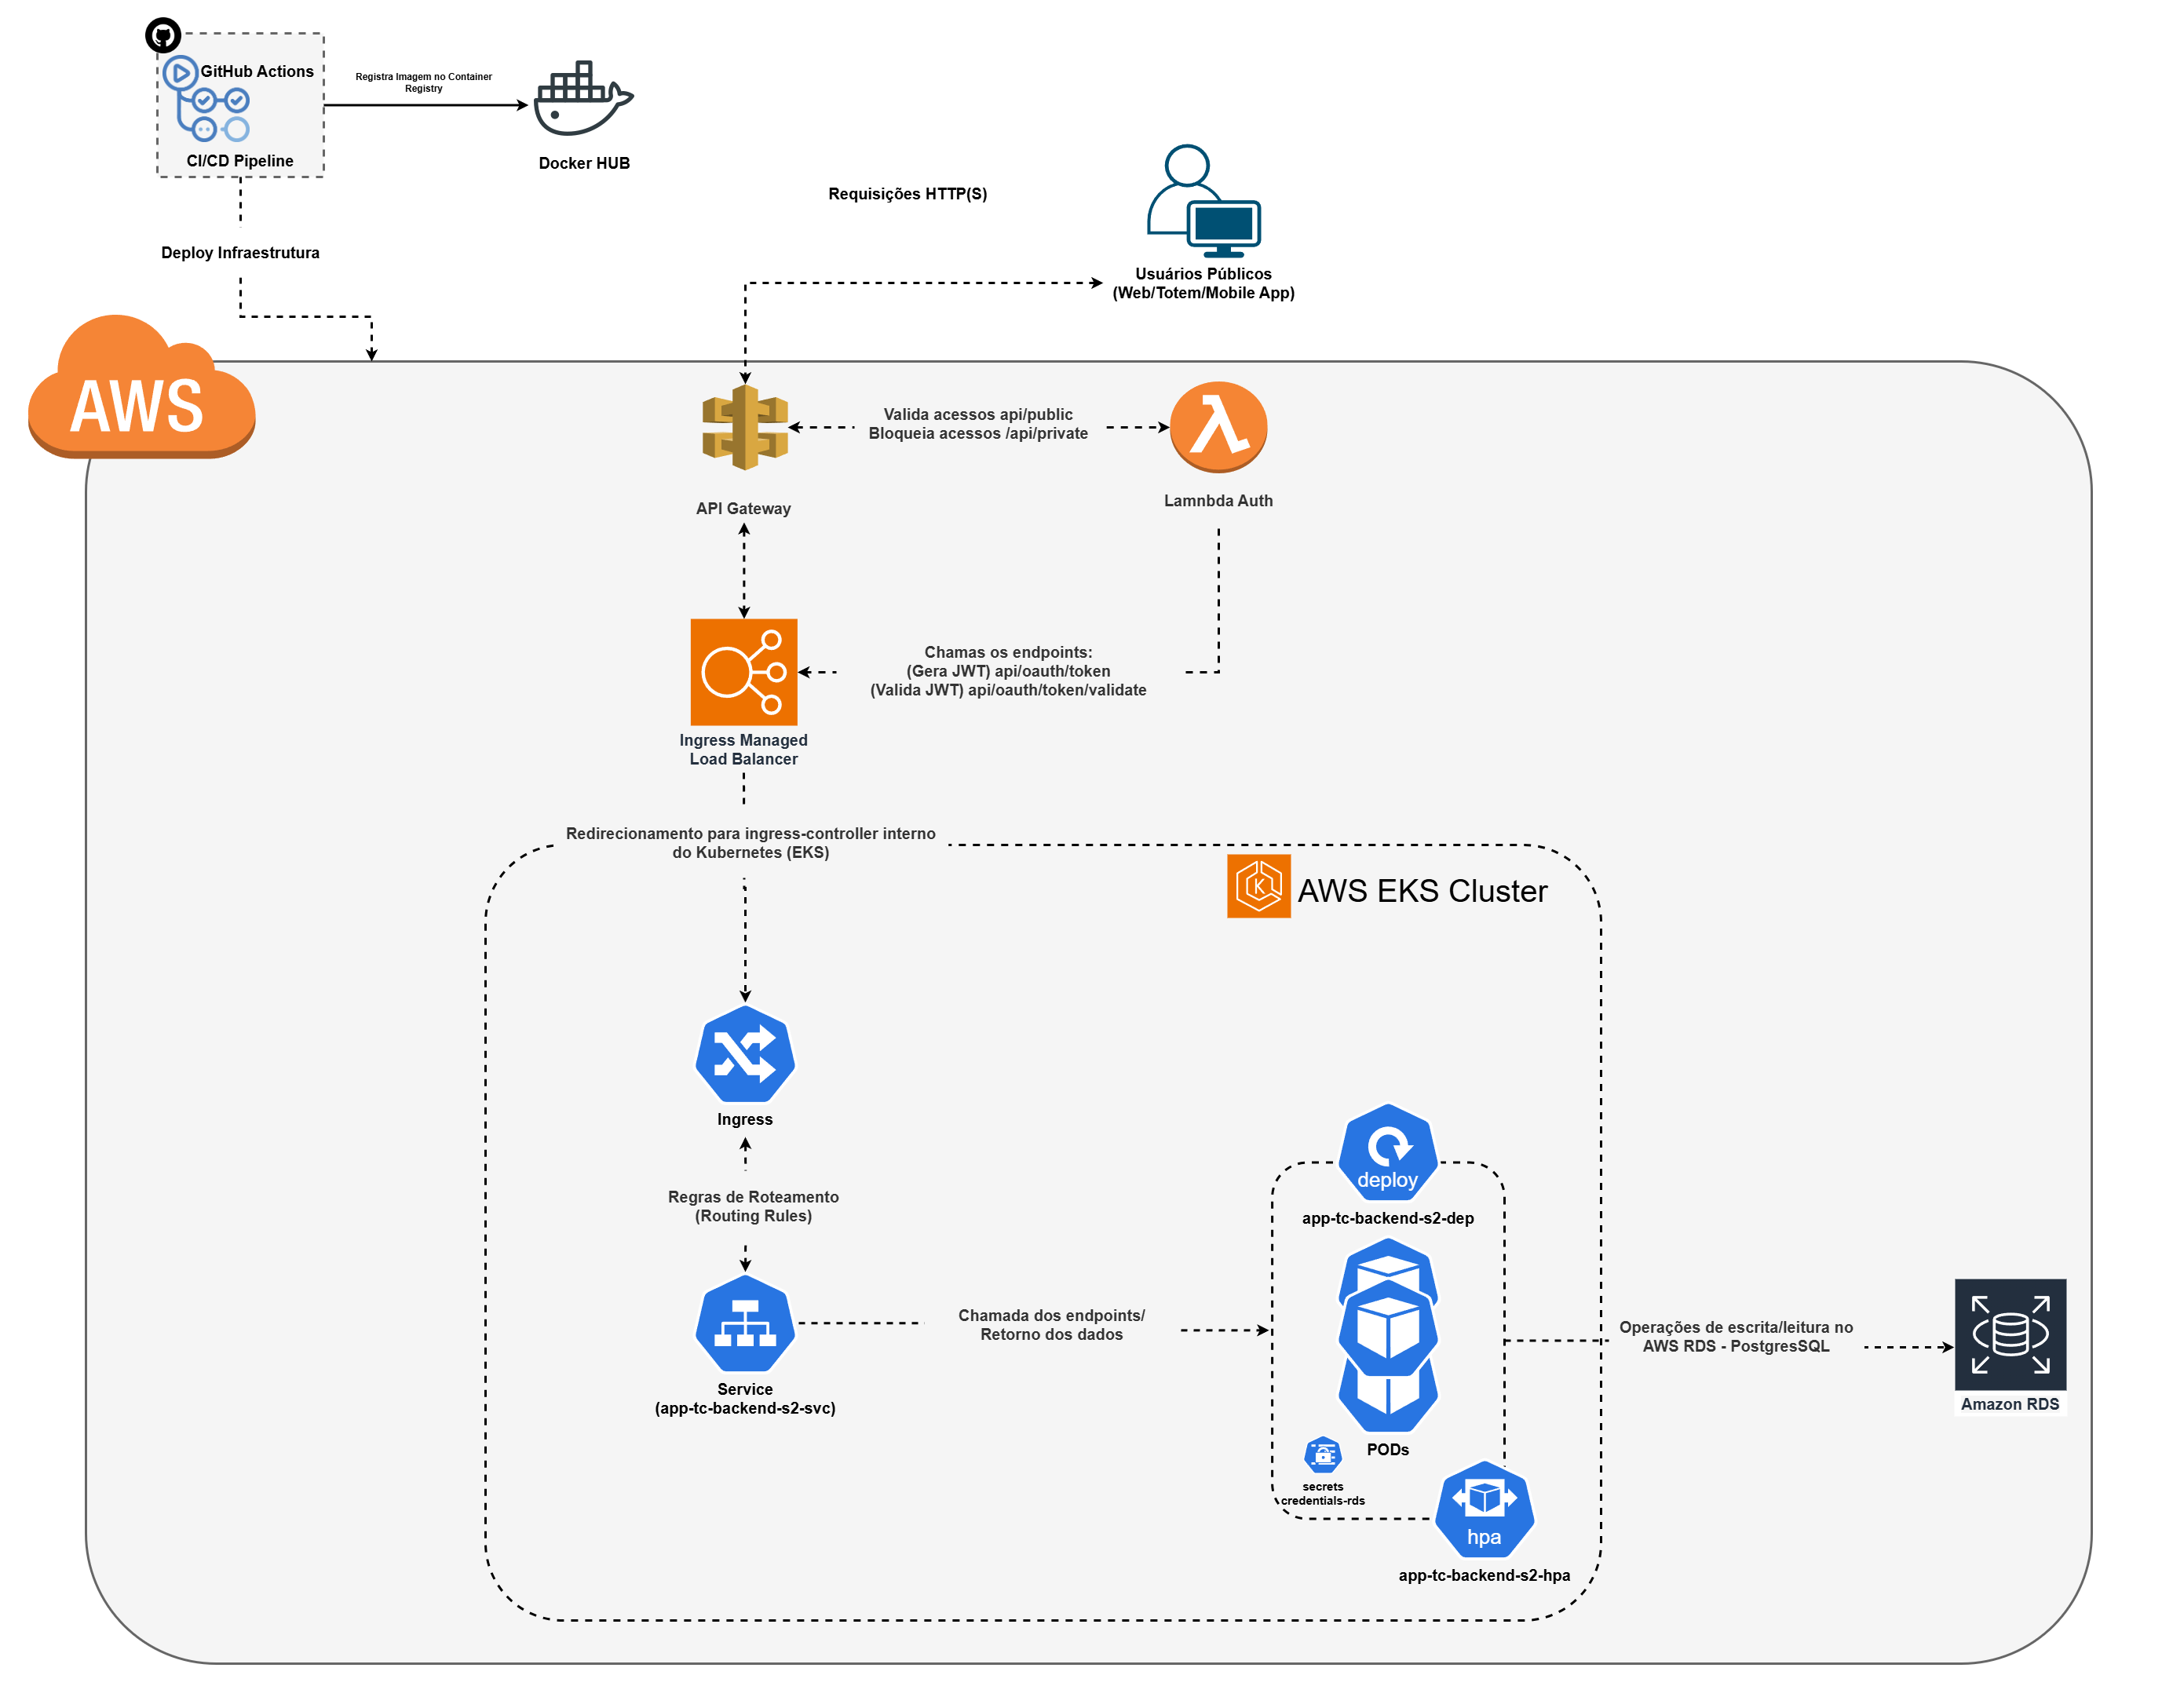 GitHub Actions
CI/CD Pipeline
Registra Imagem no Container
Registry
Docker HUB
Requisições HTTP(S)
Usuários Públicos
(Web/Totem/Mobile App)
Deploy Infraestrutura
AWS
Valida acessos api/public
Bloqueia acessos /api/private
API Gateway
Lamnbda Auth
Chamas os endpoints:
(Gera JWT) api/oauth/token
(Valida JWT) api/oauth/token/validate
Ingress Managed
Load Balancer
Redirecionamento para ingress-controller interno
do Kubernetes (EKS)
K
AWS EKS Cluster
Ingress
Regras de Roteamento
(Routing Rules)
Service
(app-tc-backend-s2-svc)
Chamada dos endpoints/
Retorno dos dados
deploy
app-tc-backend-s2-dep
PODs
secrets
credentials-rds
hpa
app-tc-backend-s2-hpa
Operações de escrita/leitura no
AWS RDS - PostgresSQL
Amazon RDS